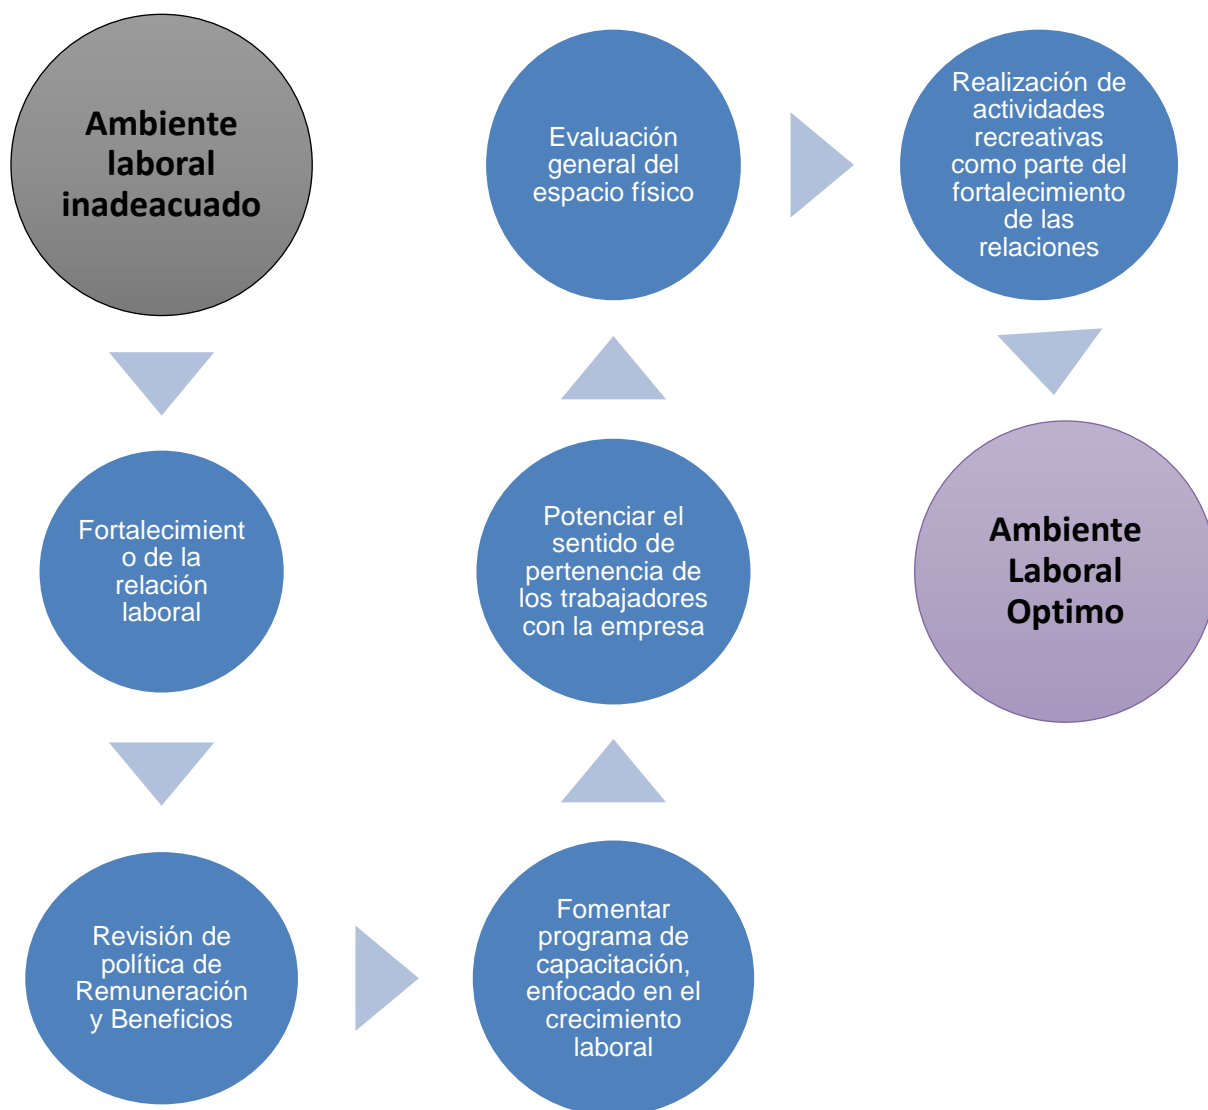 Ambiente
laboral
inadeacuado
Fortalecimient
o de la
relación
laboral
Revisión de
política de
Remuneración
y Beneficios
Fomentar
programa de
capacitación,
enfocado en el
crecimiento
laboral
Potenciar el
sentido de
pertenencia de
los trabajadores
con la empresa
Evaluación
general del
espacio físico
Realización de
actividades
recreativas
como parte del
fortalecimiento
de las
relaciones
Ambiente
Laboral
Optimo